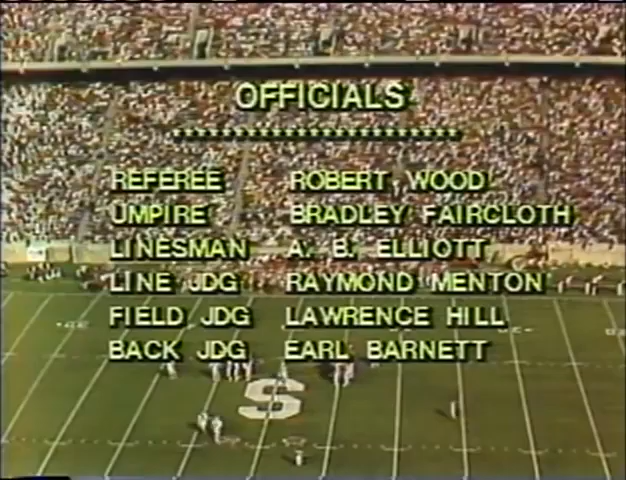 OFFICIALS
*************************
REFEREE ROBERT WOOD
UMPIRE BRADLEY FAIRCLOTH
LINESMAN A. B. ELLIOTT
LINE JDG RAYMOND MENTON
FIELD JDG LAWRENCE HILL
BACK JDG EARL BARNETT
S